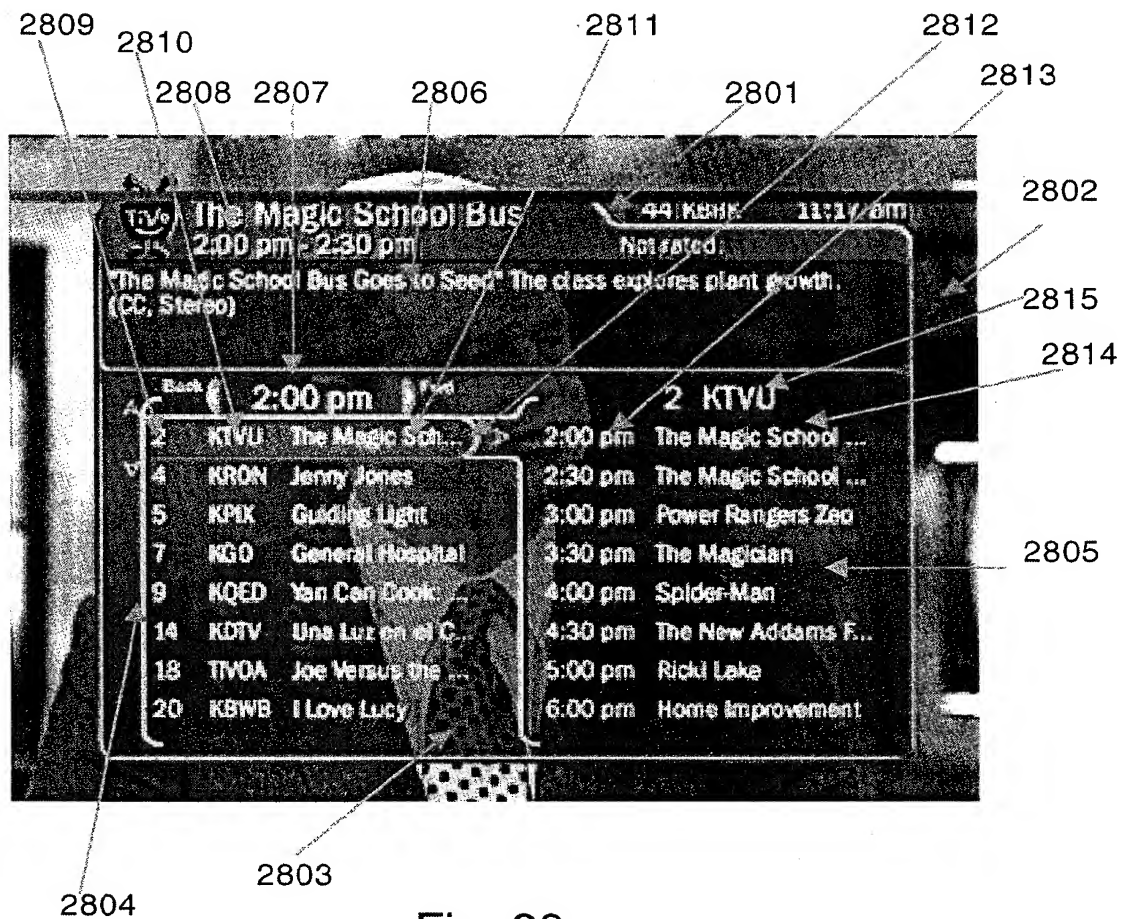 2809
2810
2811
2812
2813
2808
2807
2806
2801
2802
2815
2814
2805
2803
2804
TiVo
The Magic School Bus
44 KBHK
11:17 am
2:00 pm - 2:30 pm
Not rated
"The Magic School Bus Goes to Seed" The class explores plant growth.
(CC, Stereo)
Back
2:00 pm
Fwd
2 KTVU
2 KTVU The Magic Sch...
2:00 pm The Magic School ...
4 KRON Jenny Jones
2:30 pm The Magic School ...
5 KPIX Guiding Light
3:00 pm Power Rangers Zeo
7 KGO General Hospital
3:30 pm The Magician
9 KQED Yan Can Cook: ...
4:00 pm Spider-Man
14 KDTV Una Luz en el C...
4:30 pm The New Addams F...
18 TIVOA Joe Versus the ...
5:00 pm Ricki Lake
20 KBWB I Love Lucy
6:00 pm Home Improvement